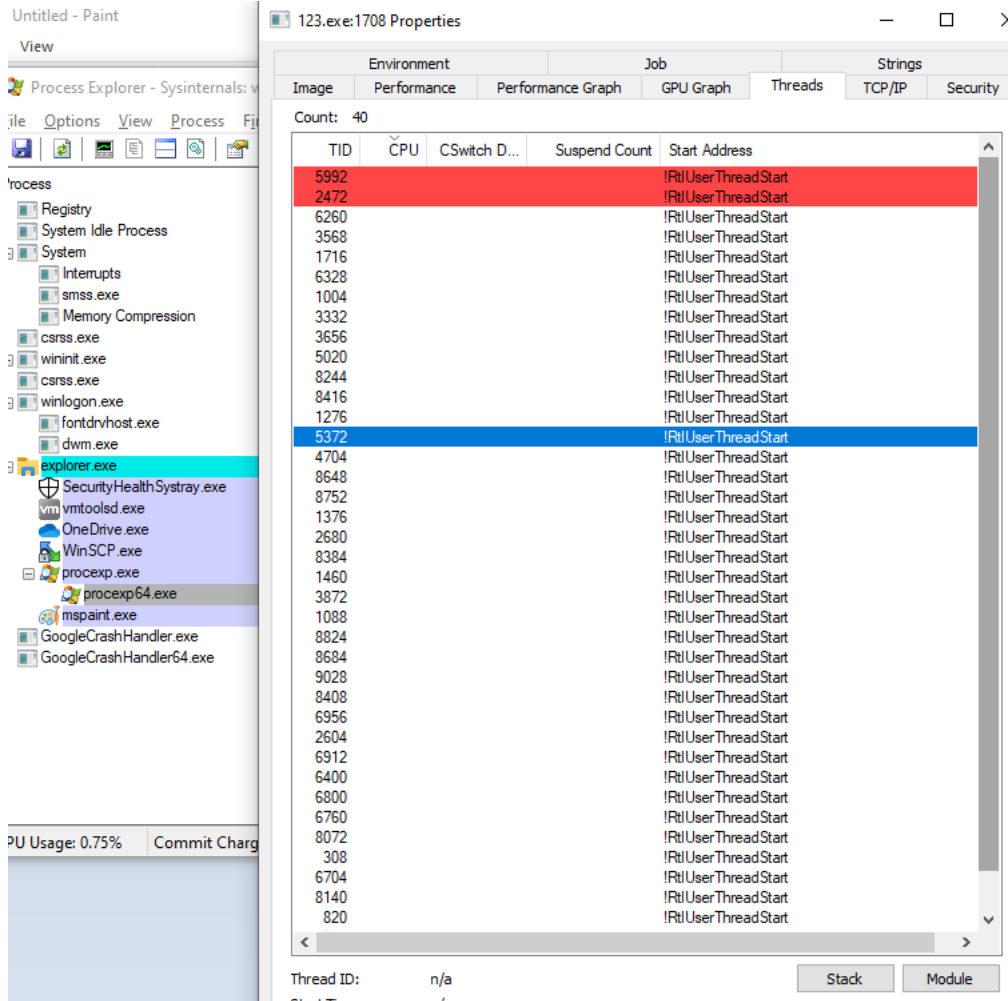 Untitled - Paint
View
Process Explorer - Sysinternals: w
ile Options View Process Fi
Process
Registry
System Idle Process
System
Interrupts
smss.exe
Memory Compression
csrss.exe
wininit.exe
csrss.exe
winlogon.exe
fontdrvhost.exe
dwm.exe
explorer.exe
SecurityHealthSystray.exe
vm vmtoolsd.exe
OneDrive.exe
WinSCP.exe
procexp.exe
procexp64.exe
mspaint.exe
GoogleCrashHandler.exe
GoogleCrashHandler64.exe
PU Usage: 0.75% Commit Charg
123.exe:1708 Properties
Environment Job Strings
Image Performance Performance Graph GPU Graph Threads TCP/IP Security
Count: 40
TID CPU CSwitch D... Suspend Count Start Address
5992 !RtlUserThreadStart
2472 !RtlUserThreadStart
6260 !RtlUserThreadStart
3568 !RtlUserThreadStart
1716 !RtlUserThreadStart
6328 !RtlUserThreadStart
1004 !RtlUserThreadStart
3332 !RtlUserThreadStart
3656 !RtlUserThreadStart
5020 !RtlUserThreadStart
8244 !RtlUserThreadStart
8416 !RtlUserThreadStart
1276 !RtlUserThreadStart
5372 !RtlUserThreadStart
4704 !RtlUserThreadStart
8648 !RtlUserThreadStart
8752 !RtlUserThreadStart
1376 !RtlUserThreadStart
2680 !RtlUserThreadStart
8384 !RtlUserThreadStart
1460 !RtlUserThreadStart
3872 !RtlUserThreadStart
1088 !RtlUserThreadStart
8824 !RtlUserThreadStart
8684 !RtlUserThreadStart
9028 !RtlUserThreadStart
8408 !RtlUserThreadStart
6956 !RtlUserThreadStart
2604 !RtlUserThreadStart
6912 !RtlUserThreadStart
6400 !RtlUserThreadStart
6800 !RtlUserThreadStart
6760 !RtlUserThreadStart
8072 !RtlUserThreadStart
308 !RtlUserThreadStart
6704 !RtlUserThreadStart
8140 !RtlUserThreadStart
820 !RtlUserThreadStart
Thread ID: n/a Stack Module